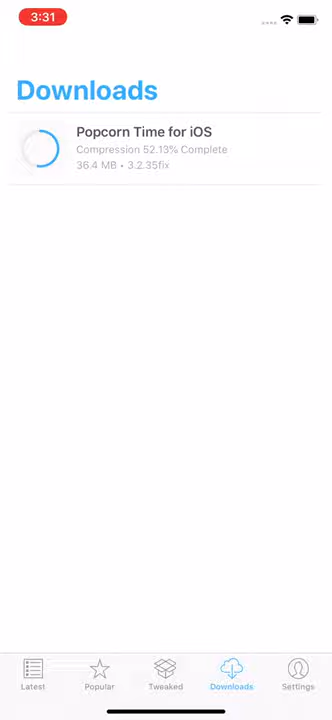 3:31
Downloads
Popcorn Time for iOS
Compression 52.13% Complete
36.4 MB • 3.2.35fix
Latest
Popular
Tweaked
Downloads
Settings